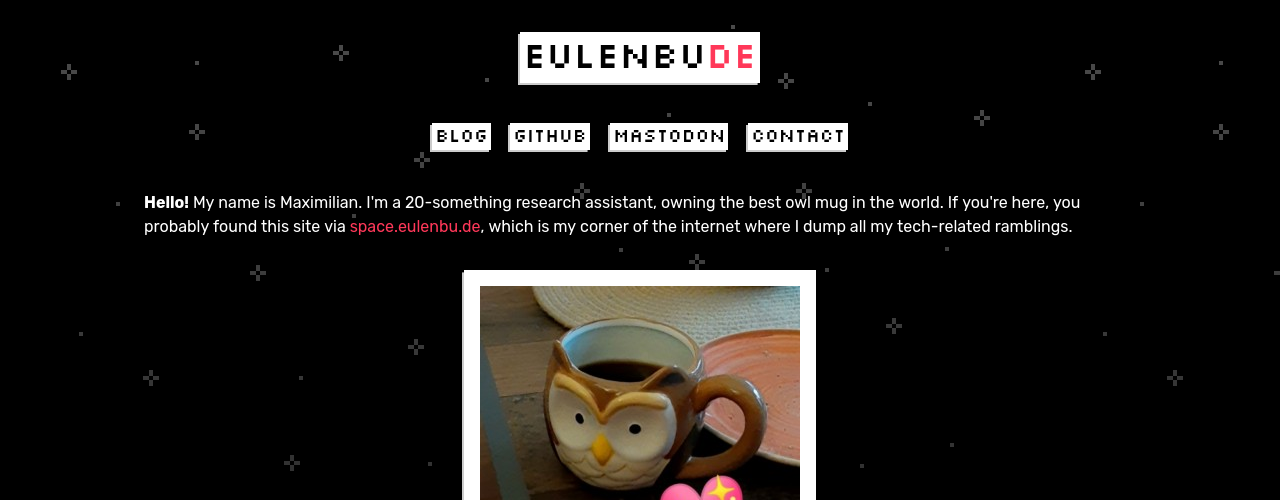 EULENBUDE
BLOG GITHUB MASTODON CONTACT
Hello! My name is Maximilian. I'm a 20-something research assistant, owning the best owl mug in the world. If you're here, you
probably found this site via space.eulenbu.de, which is my corner of the internet where I dump all my tech-related ramblings.